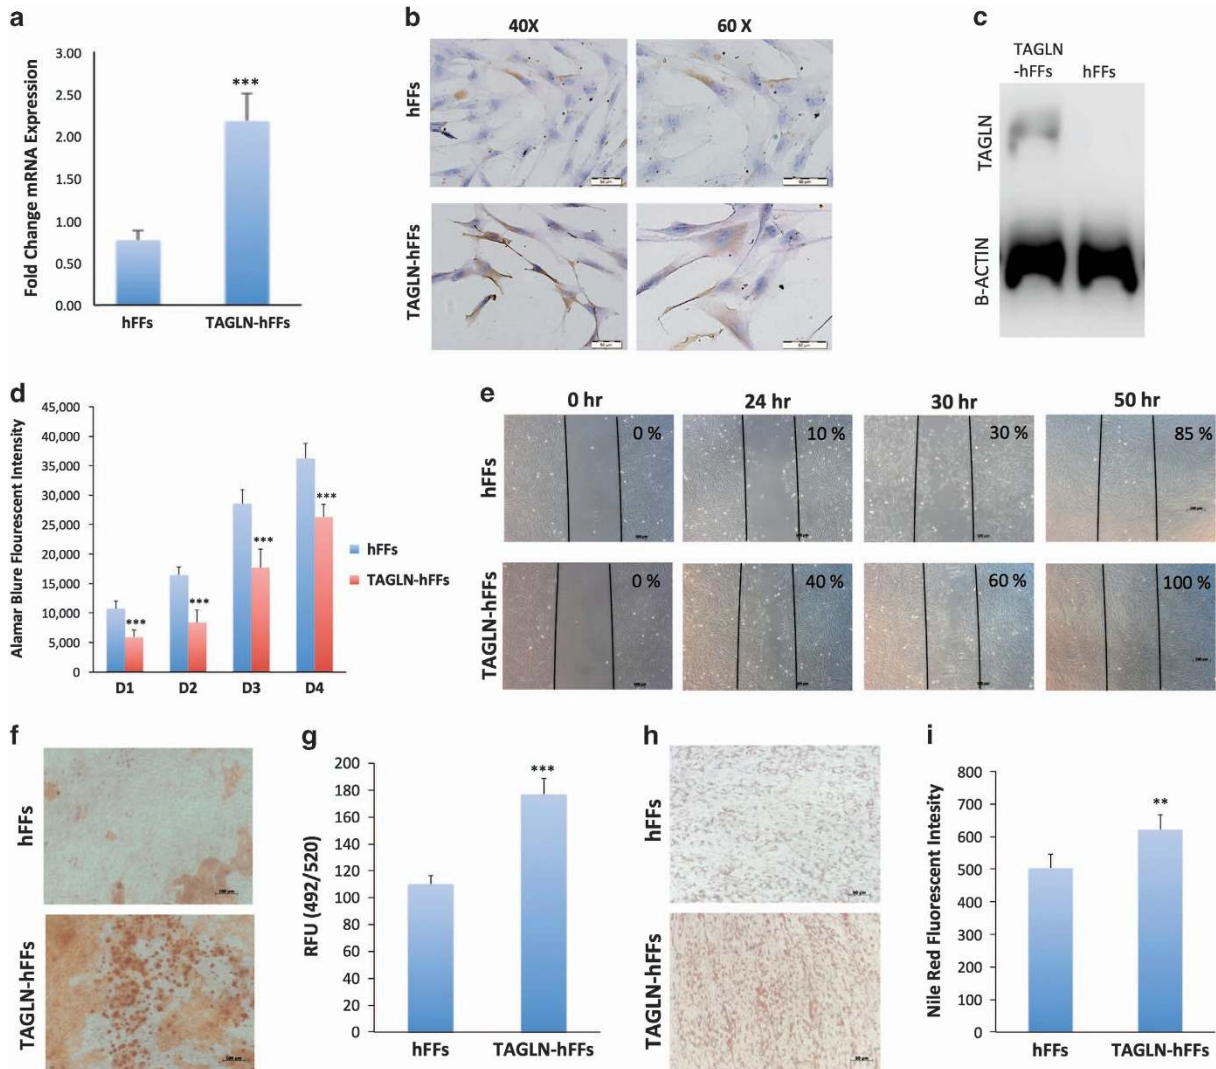 a
3.00
2.50
2.00
1.50
1.00
0.50
0.00
Fold Change mRNA Expression
***
hFFs
TAGLN-hFFs
b
40X
60 X
hFFs
TAGLN-hFFs
c
TAGLN
-hFFs
hFFs
TAGLN
B-ACTIN
d
45,000
40,000
35,000
30,000
25,000
20,000
15,000
10,000
5,000
0
Alamar Blure Flourescent Intensity
***
***
***
***
D1
D2
D3
D4
hFFs
TAGLN-hFFs
e
0 hr
24 hr
30 hr
50 hr
hFFs
0 %
10 %
30 %
85 %
TAGLN-hFFs
0 %
40 %
60 %
100 %
f
hFFs
TAGLN-hFFs
g
200
180
160
140
120
100
80
60
40
20
0
RFU (492/520)
***
hFFs
TAGLN-hFFs
h
hFFs
TAGLN-hFFs
i
800
700
600
500
400
300
200
100
0
Nile Red Fluorescent Intesity
**
hFFs
TAGLN-hFFs